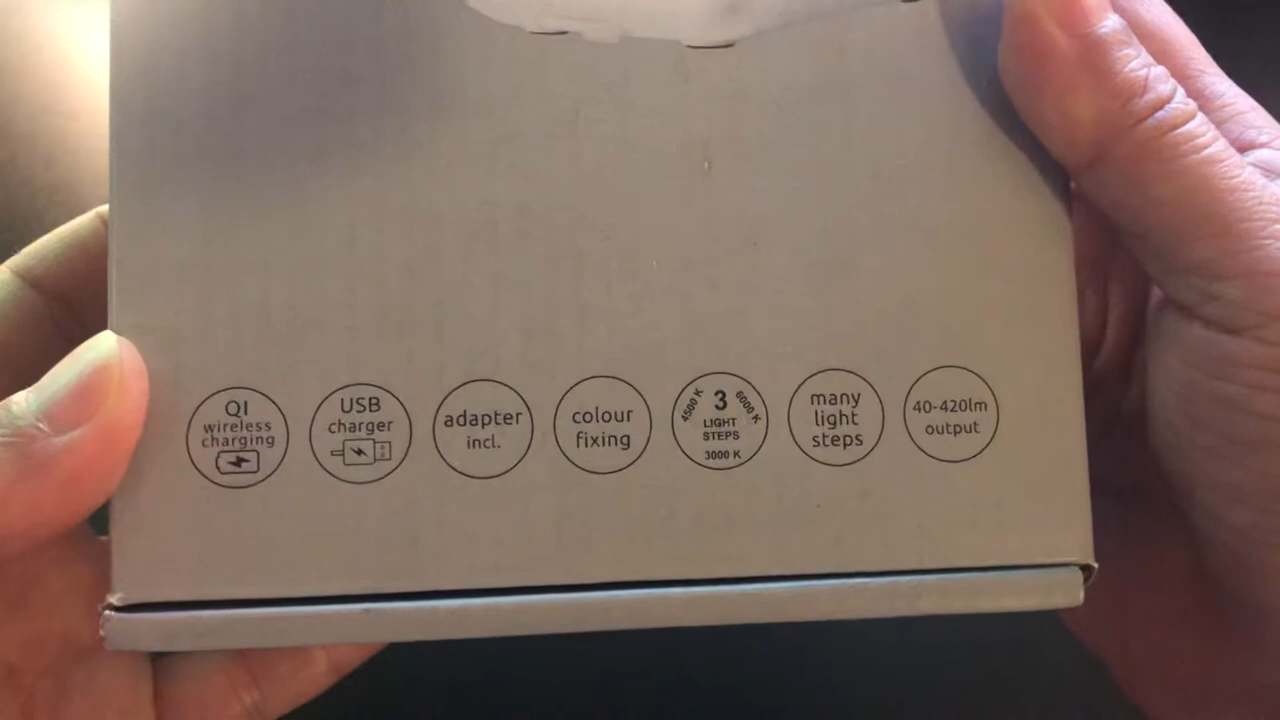 QI
wireless
charging
USB
charger
adapter
incl.
colour
fixing
4500 K
3
6000 K
LIGHT
STEPS
3000 K
many
light
steps
40-420lm
output